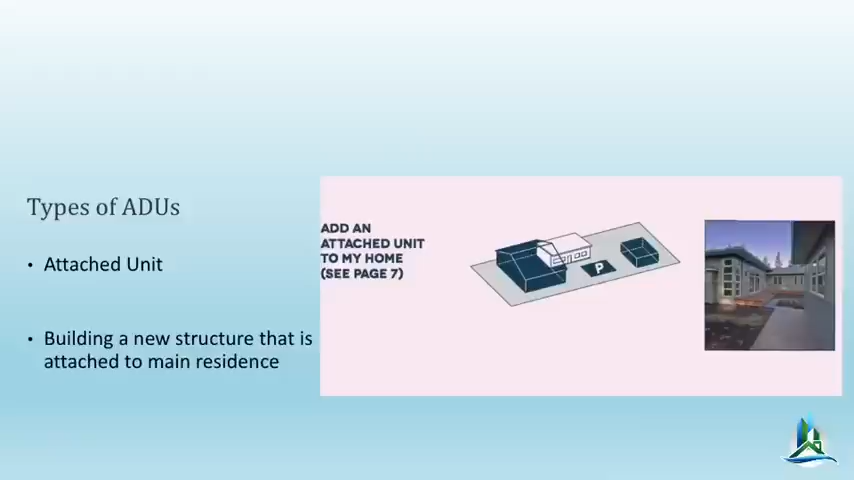 Types of ADUs
• Attached Unit
• Building a new structure that is
attached to main residence
ADD AN
ATTACHED UNIT
TO MY HOME
(SEE PAGE 7)
P